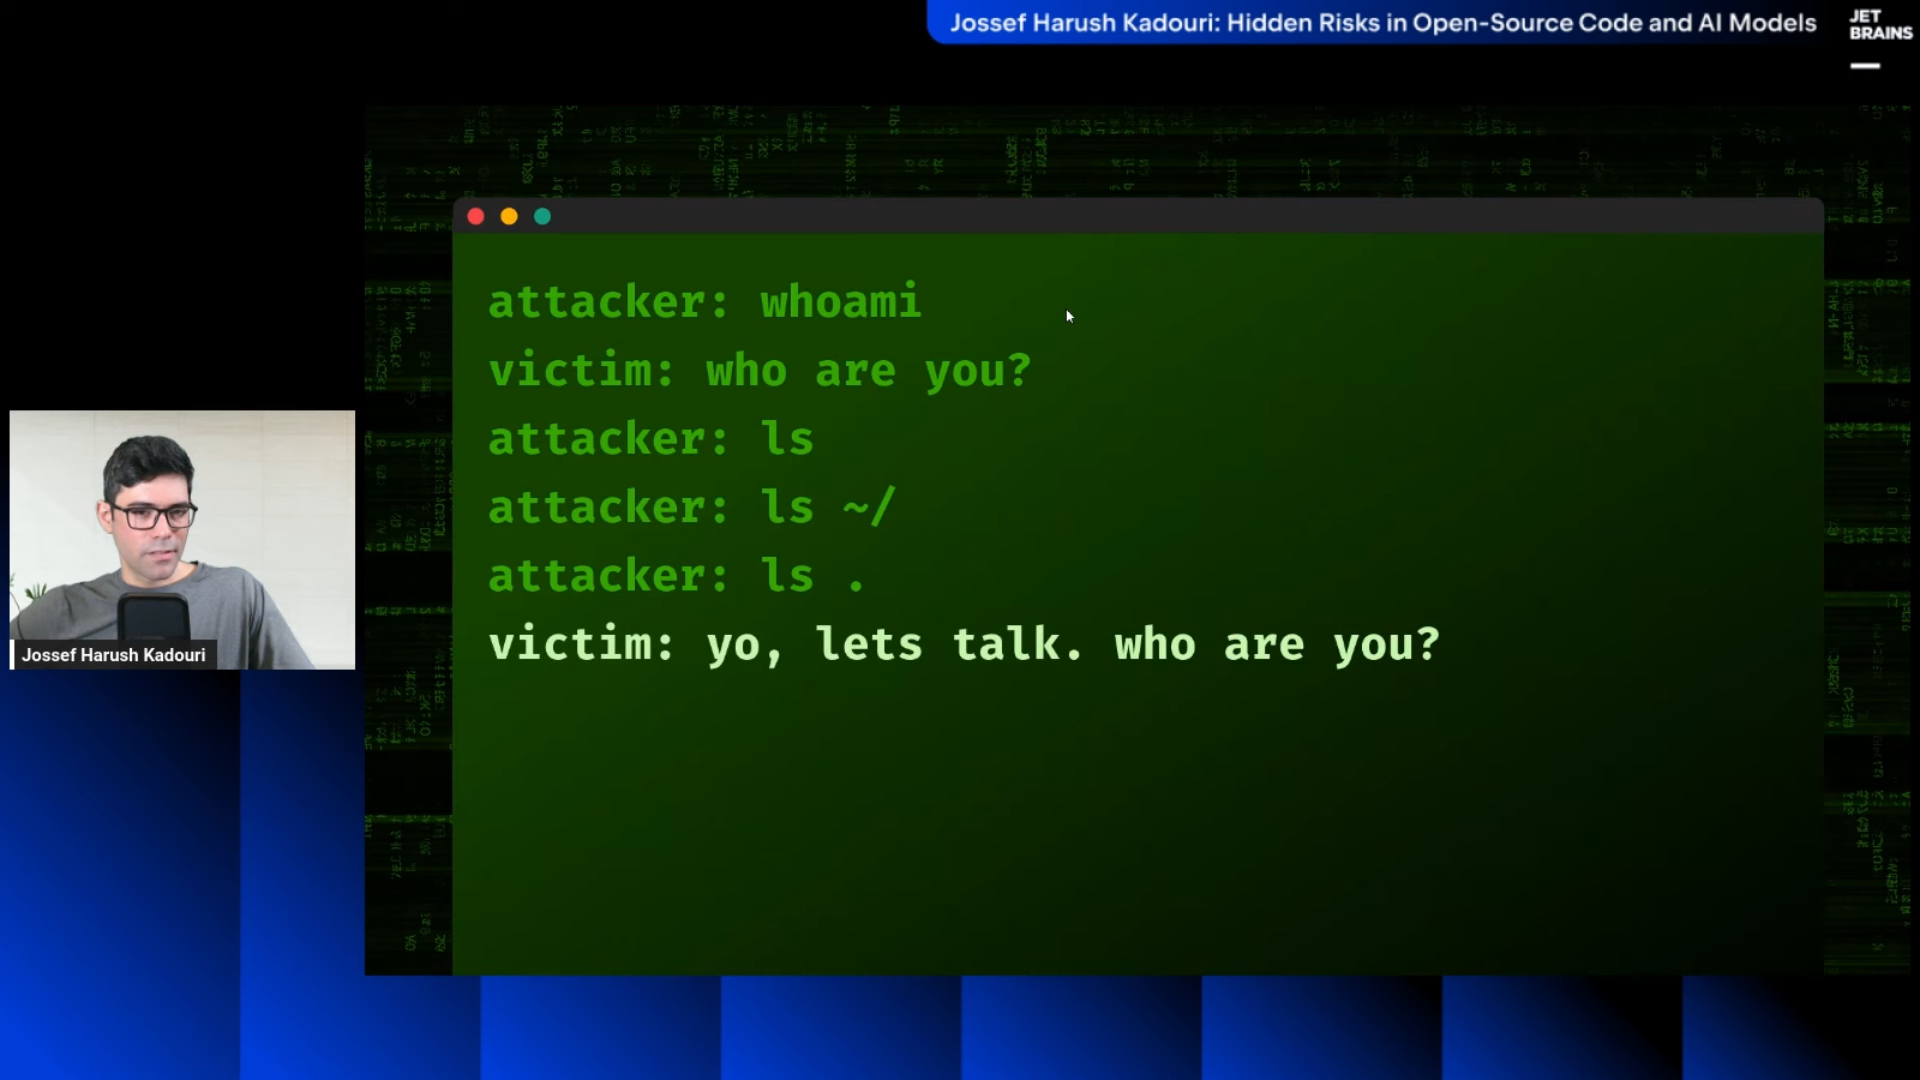 Jossef Harush Kadouri: Hidden Risks in Open-Source Code and AI Models
JET
BRAINS
attacker: whoami
victim: who are you?
attacker: ls
attacker: ls ~/
attacker: ls .
victim: yo, lets talk. who are you?
Jossef Harush Kadouri